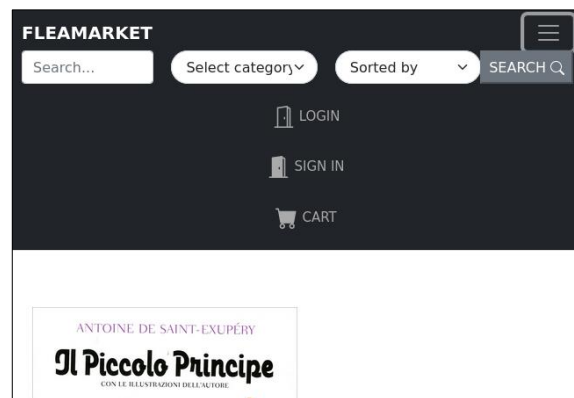 FLEAMARKET
Search... Select category Sorted by SEARCH
LOGIN
SIGN IN
CART
ANTOINE DE SAINT-EXUPÉRY
Il Piccolo Principe
CON LE ILLUSTRAZIONI DELL'AUTORE